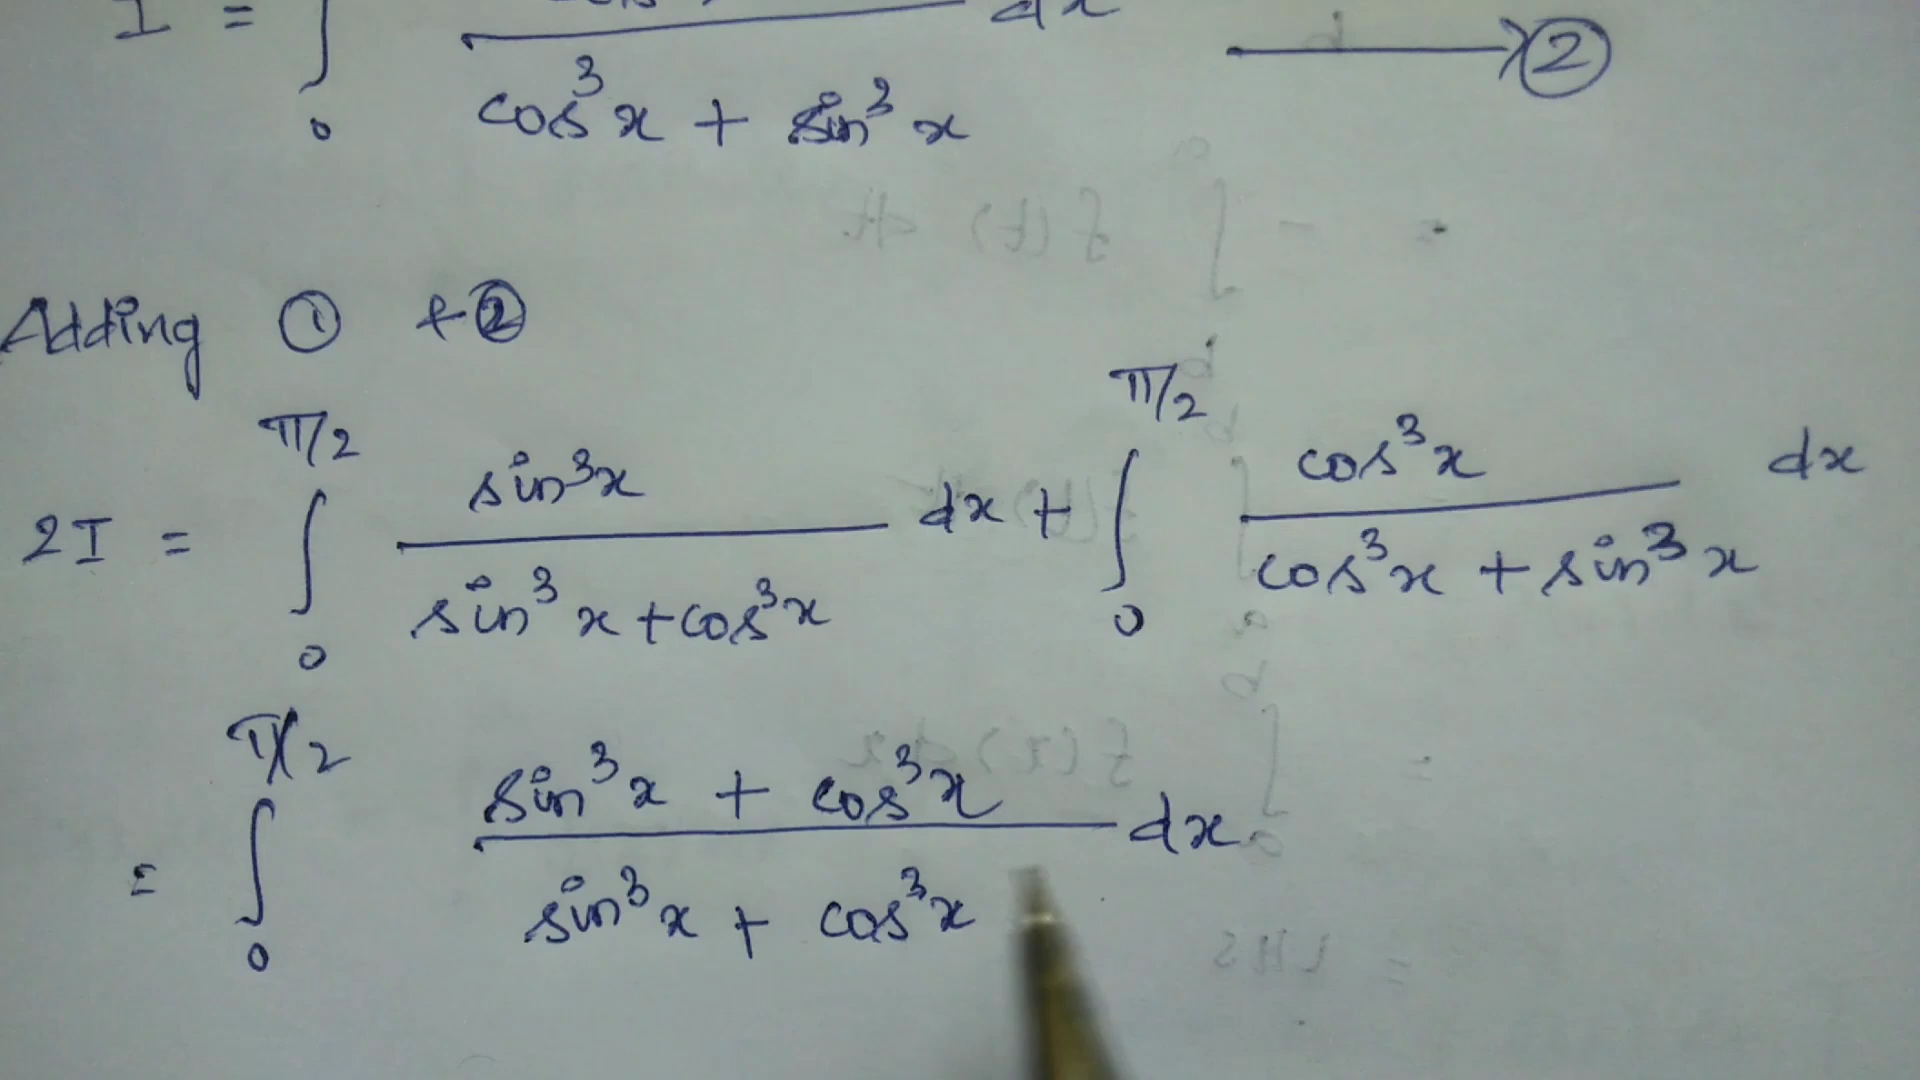 I = ∫₀ dx → ②
cos³x + sin³x
Adding ① + ②
2I = ∫₀^(π/2) sin³x / (sin³x + cos³x) dx + ∫₀^(π/2) cos³x / (cos³x + sin³x) dx
= ∫₀^(π/2) (sin³x + cos³x) / (sin³x + cos³x) dx